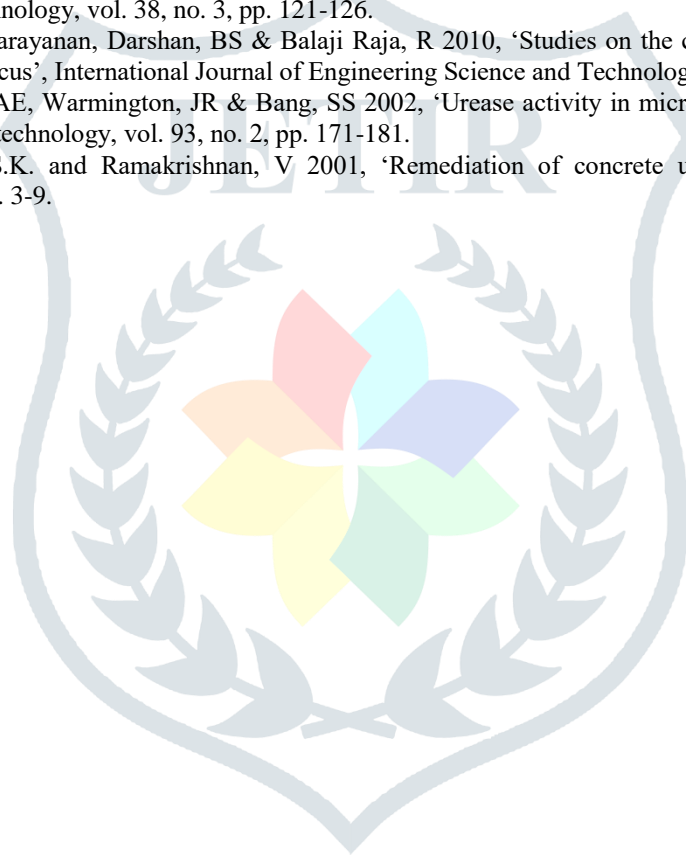 nology, vol. 38, no. 3, pp. 121-126.
arayanan, Darshan, BS & Balaji Raja, R 2010, ‘Studies on the c
cus’, International Journal of Engineering Science and Technolog
AE, Warmington, JR & Bang, SS 2002, ‘Urease activity in micr
technology, vol. 93, no. 2, pp. 171-181.
S.K. and Ramakrishnan, V 2001, ‘Remediation of concrete u
. 3-9.
JETIR